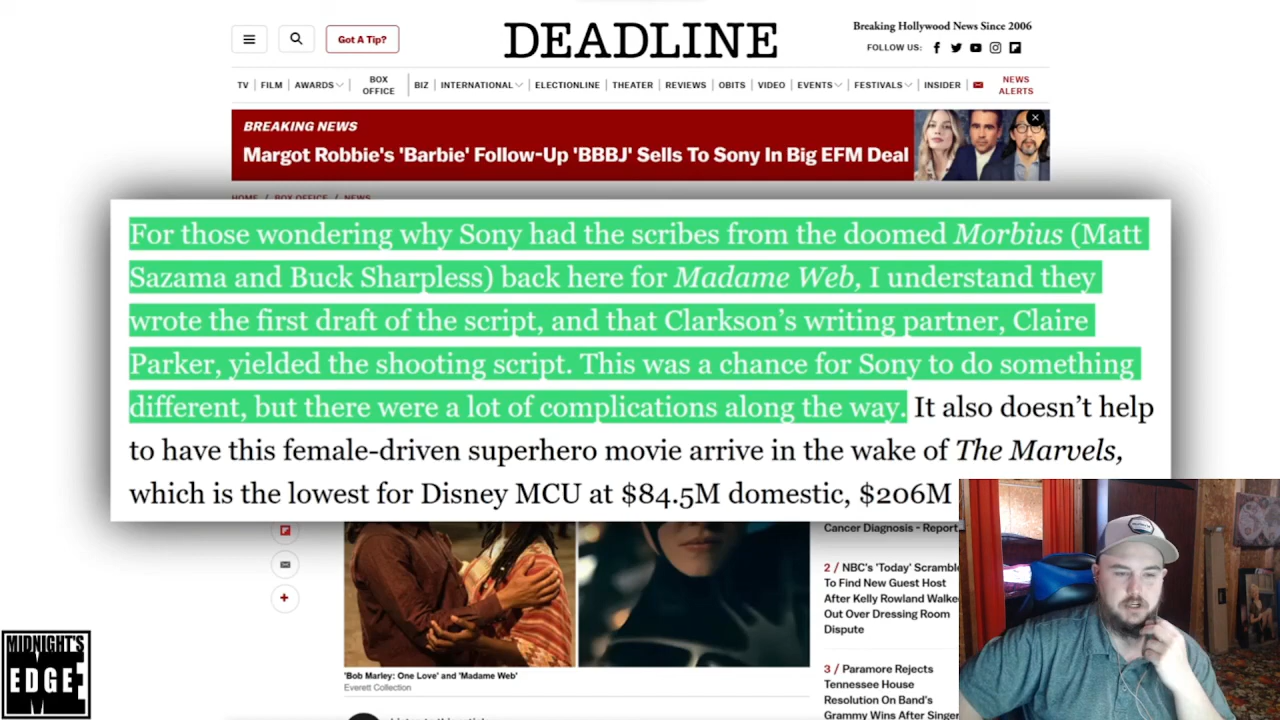 Got A Tip?
DEADLINE
Breaking Hollywood News Since 2006
FOLLOW US:
TV FILM AWARDS BOX OFFICE BIZ INTERNATIONAL ELECTIONLINE THEATER REVIEWS OBITS VIDEO EVENTS FESTIVALS INSIDER NEWS ALERTS
BREAKING NEWS
Margot Robbie's 'Barbie' Follow-Up 'BBBJ' Sells To Sony In Big EFM Deal
HOME / BOX OFFICE / NEWS
For those wondering why Sony had the scribes from the doomed Morbius (Matt
Sazama and Buck Sharpless) back here for Madame Web, I understand they
wrote the first draft of the script, and that Clarkson’s writing partner, Claire
Parker, yielded the shooting script. This was a chance for Sony to do something
different, but there were a lot of complications along the way. It also doesn’t help
to have this female-driven superhero movie arrive in the wake of The Marvels,
which is the lowest for Disney MCU at $84.5M domestic, $206M
Cancer Diagnosis - Report
2 / NBC's 'Today' Scramble
To Find New Guest Host
After Kelly Rowland Walke
Out Over Dressing Room
Dispute
3 / Paramore Rejects
Tennessee House
Resolution On Band's
Grammy Wins After Singer
'Bob Marley: One Love' and 'Madame Web'
Everett Collection
MIDNIGHT'S
EDGE